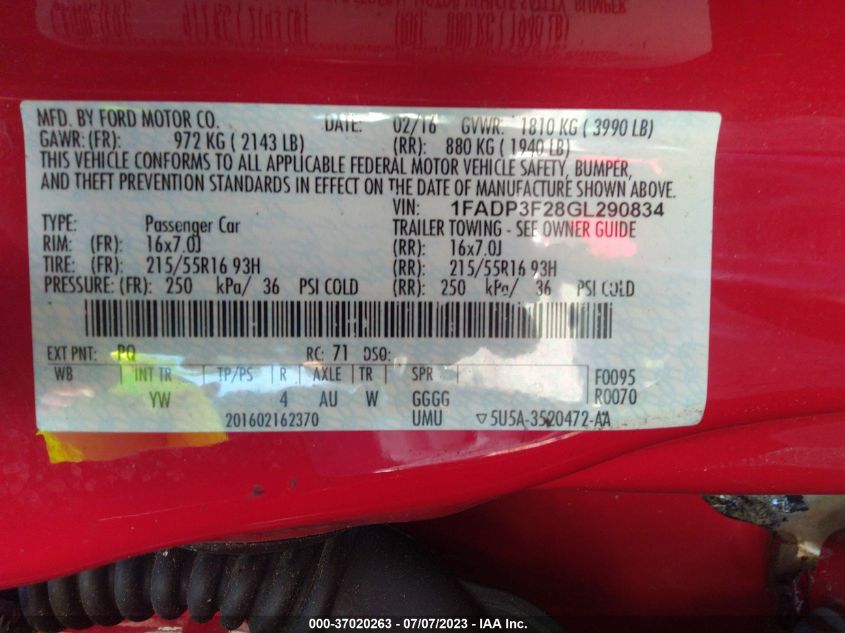 MFD. BY FORD MOTOR CO. DATE: 02/16 GVWR: 1810 KG ( 3990 LB)
GAWR: (FR): 972 KG ( 2143 LB) (RR): 880 KG ( 1940 LB)
THIS VEHICLE CONFORMS TO ALL APPLICABLE FEDERAL MOTOR VEHICLE SAFETY, BUMPER,
AND THEFT PREVENTION STANDARDS IN EFFECT ON THE DATE OF MANUFACTURE SHOWN ABOVE.
VIN: 1FADP3F28GL290834
TYPE: Passenger Car TRAILER TOWING - SEE OWNER GUIDE
RIM: (FR): 16x7.0J (RR): 16x7.0J
TIRE: (FR): 215/55R16 93H (RR): 215/55R16 93H
PRESSURE: (FR): 250 kPa/ 36 PSI COLD (RR): 250 kPa/ 36 PSI COLD
EXT PNT: PQ RC: 71 DSO:
WB INT TR TP/PS R AXLE TR SPR F0095
YW 4 AU W GGGG R0070
201602162370 UMU ▽5U5A-3520472-AA
000-37020263 - 07/07/2023 - IAA Inc.